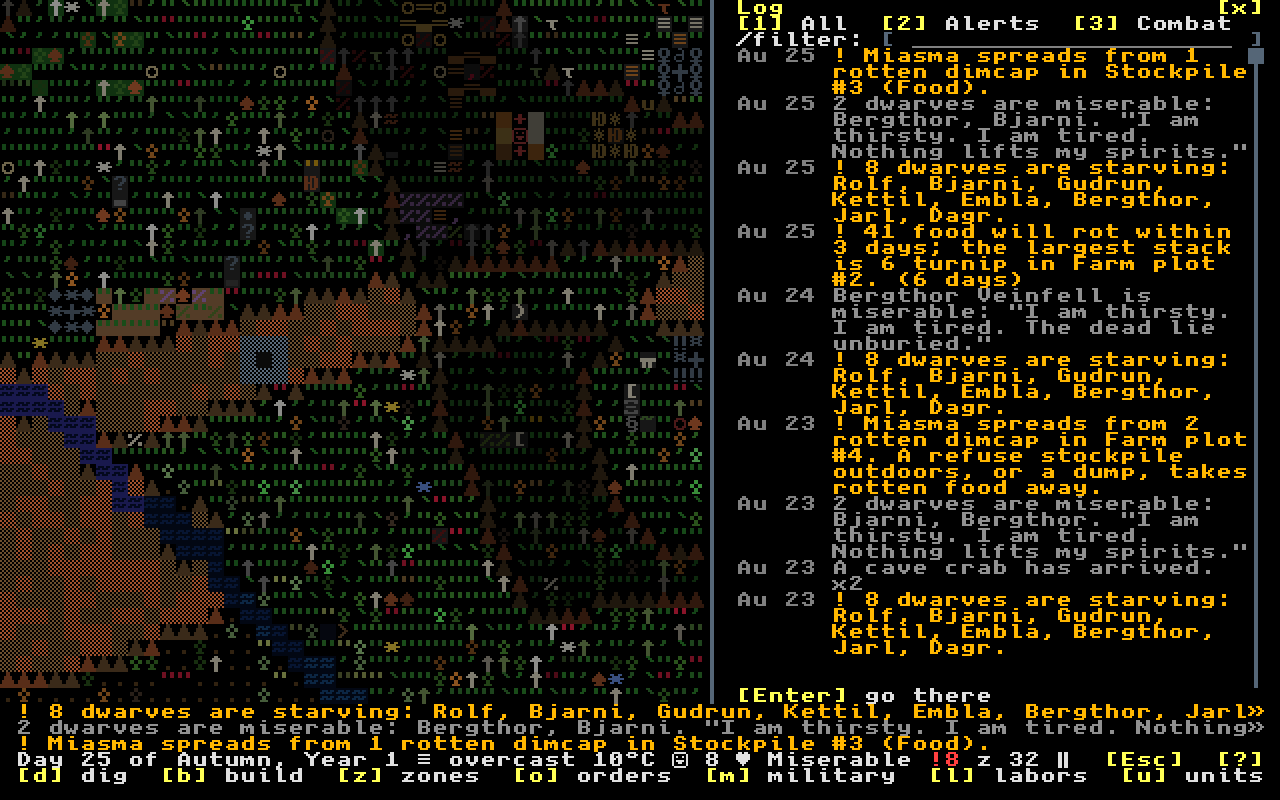 Log [x]
[1] All [2] Alerts [3] Combat
/filter: [ ]
Au 25 ! Miasma spreads from 1
rotten dimcap in Stockpile
#3 (Food).
Au 25 2 dwarves are miserable:
Bergthor, Bjarni. "I am
thirsty. I am tired.
Nothing lifts my spirits."
Au 25 ! 8 dwarves are starving:
Rolf, Bjarni, Gudrun,
Kettil, Embla, Bergthor,
Jarl, Dagr.
Au 25 ! 41 food will rot within
3 days; the largest stack
is 6 turnip in Farm plot
#2. (6 days)
Au 24 Bergthor Veinfell is
miserable: "I am thirsty.
I am tired. The dead lie
unburied."
Au 24 ! 8 dwarves are starving:
Rolf, Bjarni, Gudrun,
Kettil, Embla, Bergthor,
Jarl, Dagr.
Au 23 ! Miasma spreads from 2
rotten dimcap in Farm plot
#4. A refuse stockpile
outdoors, or a dump, takes
rotten food away.
Au 23 2 dwarves are miserable:
Bjarni, Bergthor. "I am
thirsty. I am tired.
Nothing lifts my spirits."
Au 23 A cave crab has arrived.
x2
Au 23 ! 8 dwarves are starving:
Rolf, Bjarni, Gudrun,
Kettil, Embla, Bergthor,
Jarl, Dagr.
[Enter] go there
! 8 dwarves are starving: Rolf, Bjarni, Gudrun, Kettil, Embla, Bergthor, Jarl»
2 dwarves are miserable: Bergthor, Bjarni. "I am thirsty. I am tired. Nothing»
! Miasma spreads from 1 rotten dimcap in Stockpile #3 (Food).
Day 25 of Autumn, Year 1 ≡ overcast 10°C ☺ 8 ♥ Miserable !8 z 32 ‖ [Esc] [?]
[d] dig [b] build [z] zones [o] orders [m] military [l] labors [u] units